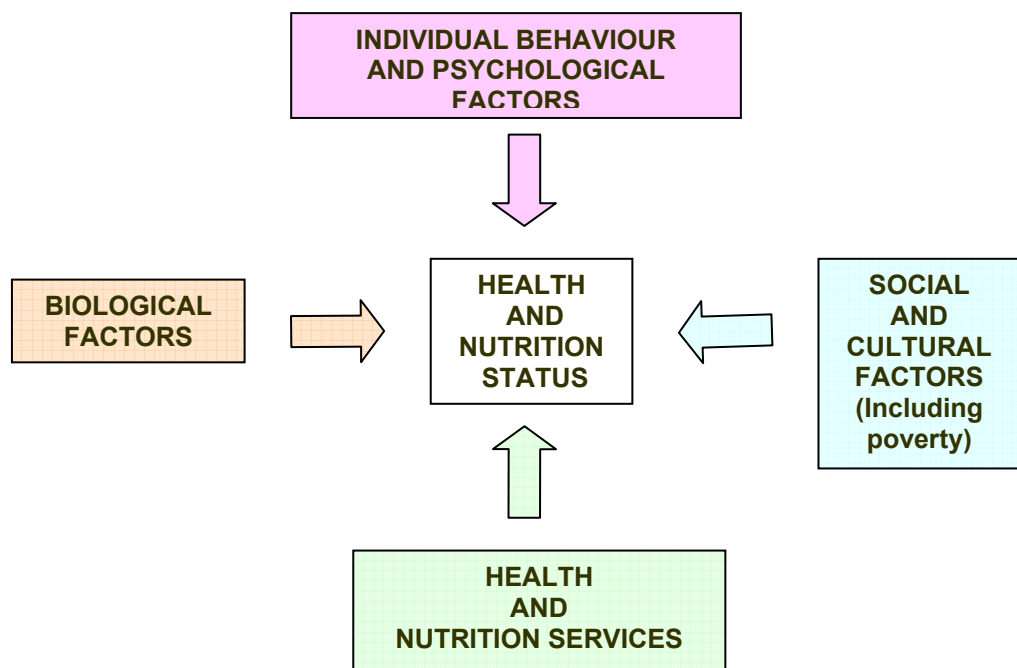 INDIVIDUAL BEHAVIOUR
AND PSYCHOLOGICAL
FACTORS
BIOLOGICAL
FACTORS
HEALTH
AND
NUTRITION
STATUS
SOCIAL
AND
CULTURAL
FACTORS
(Including
poverty)
HEALTH
AND
NUTRITION SERVICES